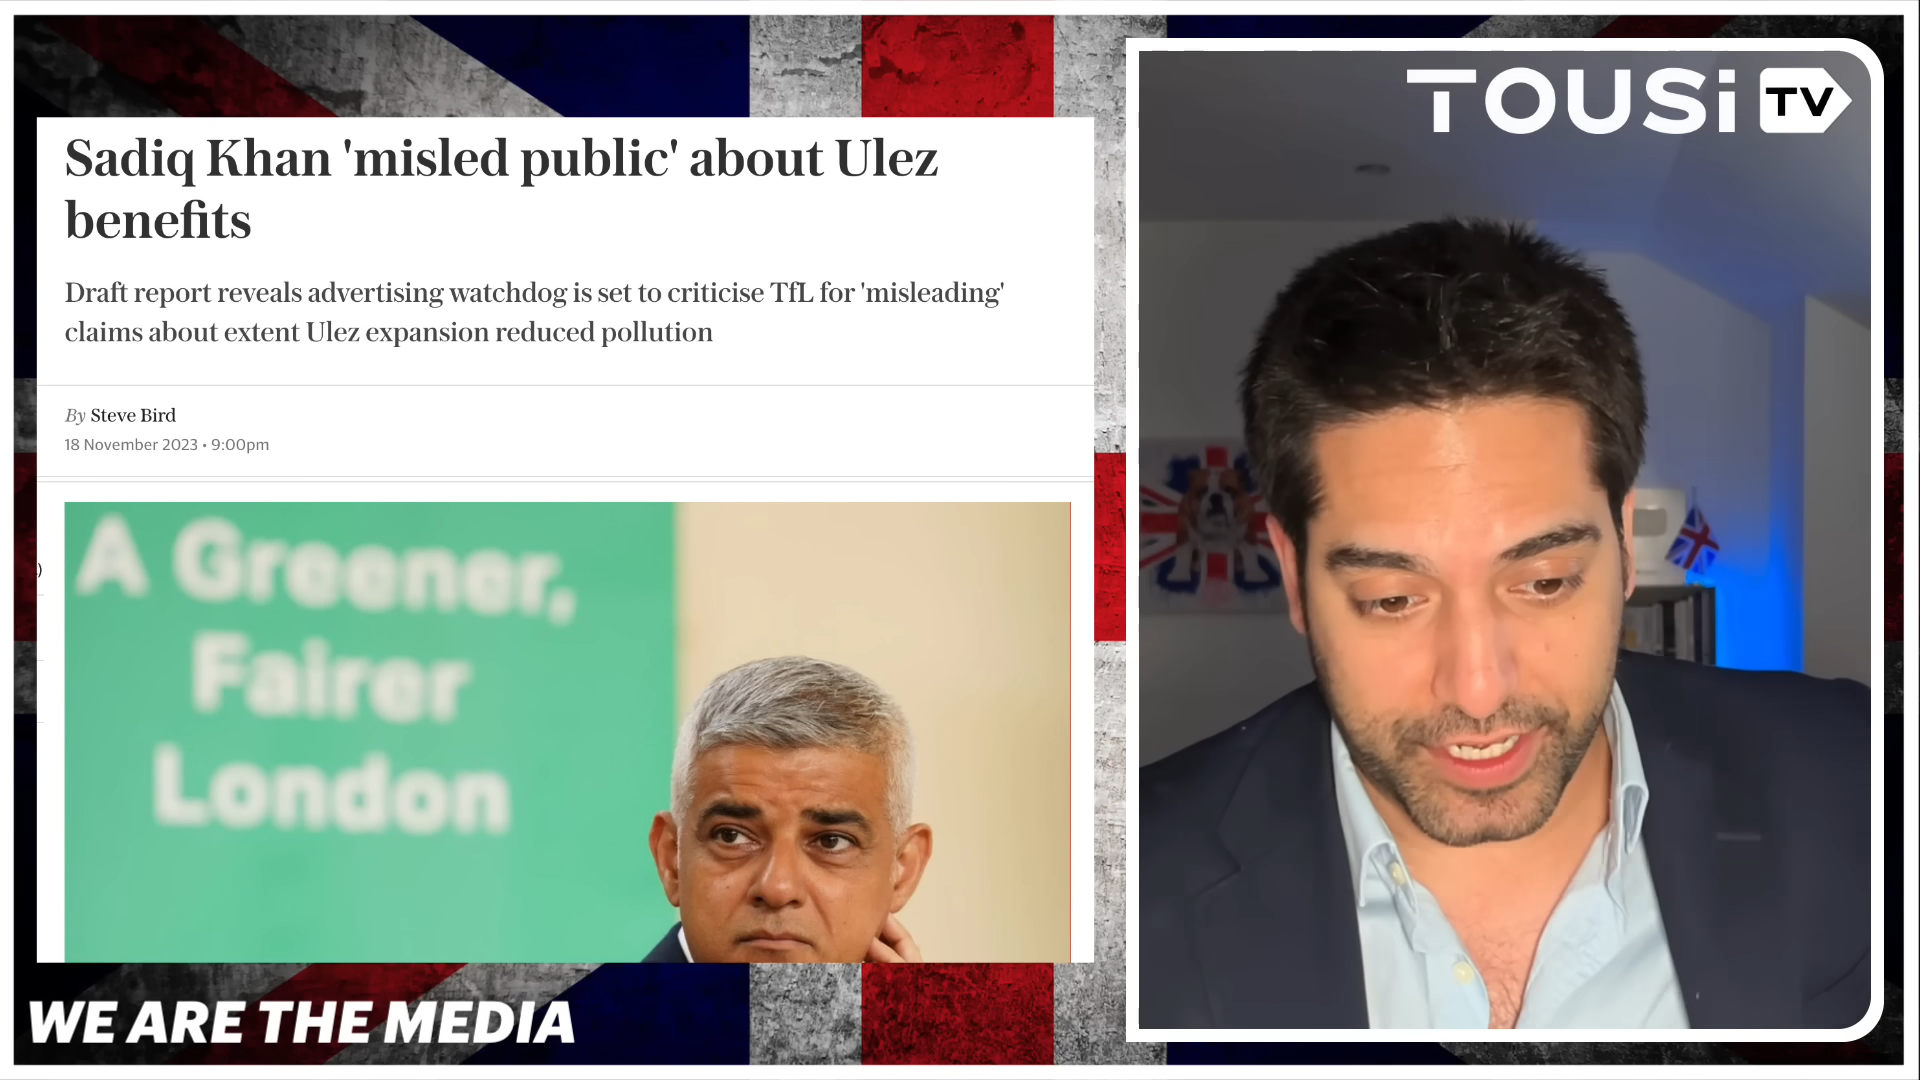 Sadiq Khan 'misled public' about Ulez
benefits
Draft report reveals advertising watchdog is set to criticise TfL for 'misleading'
claims about extent Ulez expansion reduced pollution
By Steve Bird
18 November 2023 • 9:00pm
)
A Greener,
Fairer
London
WE ARE THE MEDIA
TOUSi TV